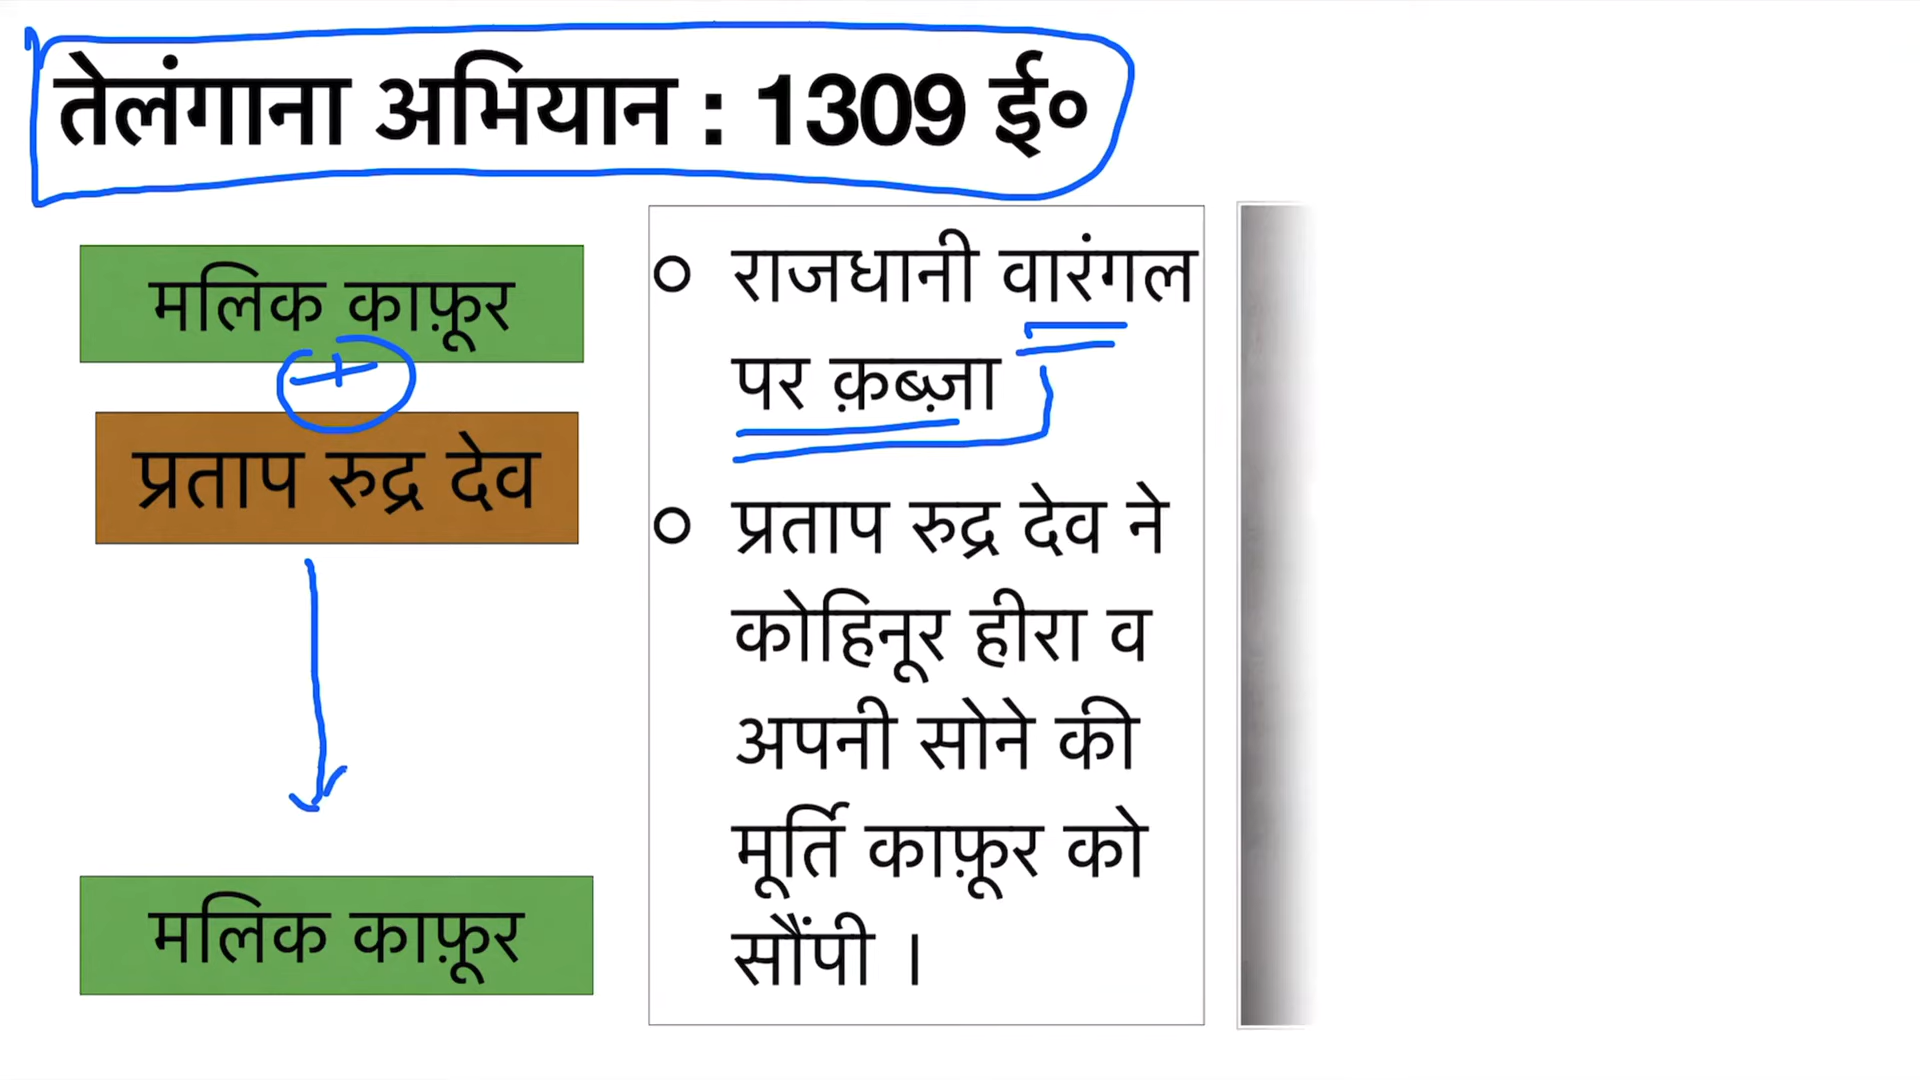 तेलंगाना अभियान : 1309 ई०
मलिक काफ़ूर
+
प्रताप रुद्र देव
मलिक काफ़ूर
○ राजधानी वारंगल
पर क़ब्ज़ा
○ प्रताप रुद्र देव ने
कोहिनूर हीरा व
अपनी सोने की
मूर्ति काफ़ूर को
सौंपी ।